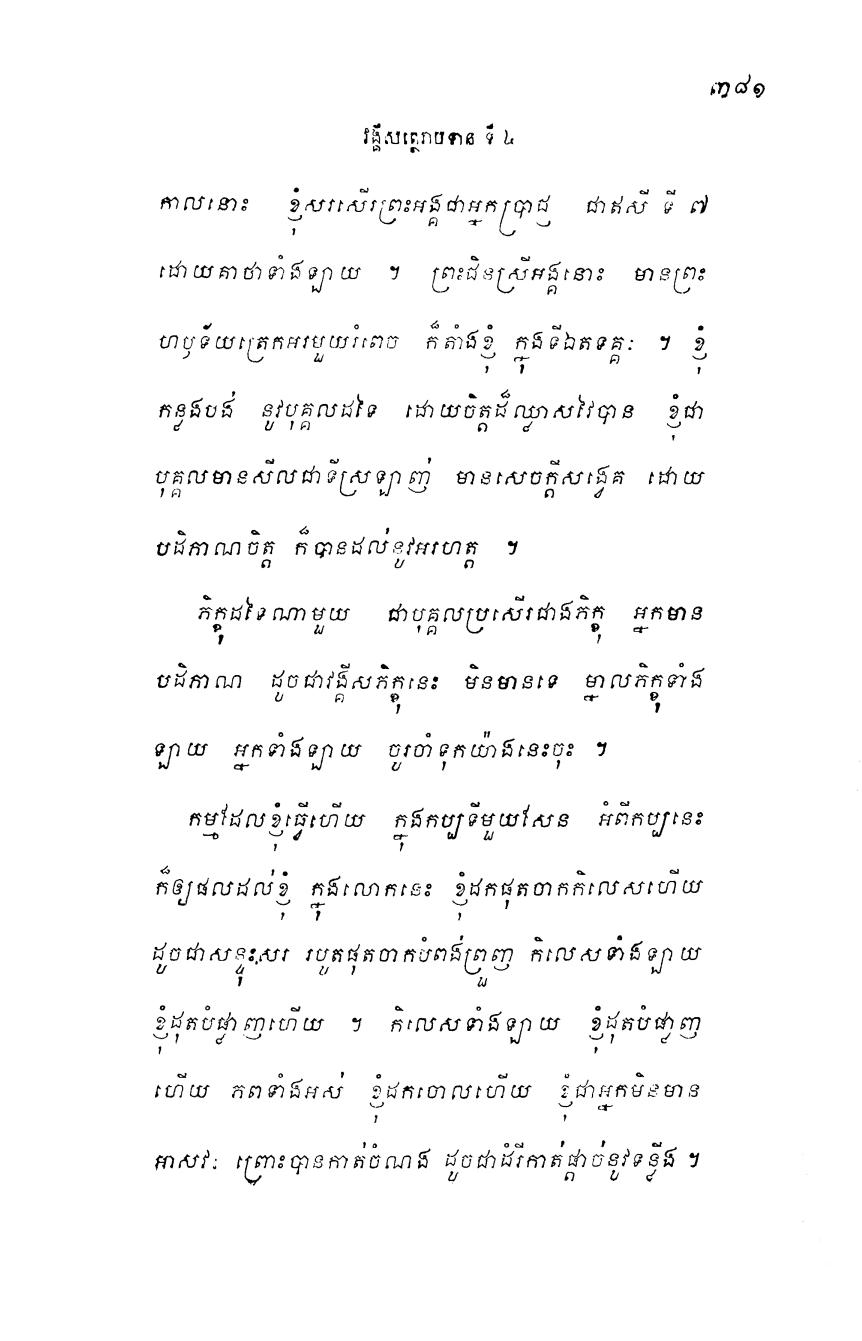 ៣៨១
វង្គីសត្ថេរាបទាន ទី ៤
កាលនោះ ខ្ញុំសរសើរព្រះអង្គជាអ្នកប្រាជ្ញ ជាឥសី ទី ៧
ដោយគាថាទាំងឡាយ ។ ព្រះជិនស្រីអង្គនោះ មានព្រះ
ហឫទ័យត្រេកអរមួយរំពេច ក៏តាំងខ្ញុំ ក្នុងទីឯតទគ្គៈ ។ ខ្ញុំ
កន្លងបង់ នូវបុគ្គលដទៃ ដោយចិត្តដ៏ឈ្លាសវៃបាន ខ្ញុំជា
បុគ្គលមានសីលជាទីស្រឡាញ់ មានសេចក្តីសង្វេគ ដោយ
បដិភាណចិត្ត ក៏បានដល់នូវអរហត្ត ។
ភិក្ខុដទៃណាមួយ ជាបុគ្គលប្រសើរជាងភិក្ខុ អ្នកមាន
បដិភាណ ដូចជាវង្គីសភិក្ខុនេះ មិនមានទេ ម្នាលភិក្ខុទាំង
ឡាយ អ្នកទាំងឡាយ ចូរចាំទុកយ៉ាងនេះចុះ ។
កម្មដែលខ្ញុំធ្វើហើយ ក្នុងកប្បទីមួយសែន អំពីកប្បនេះ
ក៏ឲ្យផលដល់ខ្ញុំ ក្នុងលោកនេះ ខ្ញុំដកផុតចាកកិលេសហើយ
ដូចជាសន្ទុះសរ របូតផុតចាកបំពង់ព្រួញ កិលេសទាំងឡាយ
ខ្ញុំដុតបំផ្លាញហើយ ។ កិលេសទាំងឡាយ ខ្ញុំដុតបំផ្លាញ
ហើយ ភពទាំងអស់ ខ្ញុំដកចោលហើយ ខ្ញុំជាអ្នកមិនមាន
អាសវៈ ព្រោះបានកាត់ចំណង ដូចជាដំរីកាត់ផ្តាច់នូវទន្លីង ។